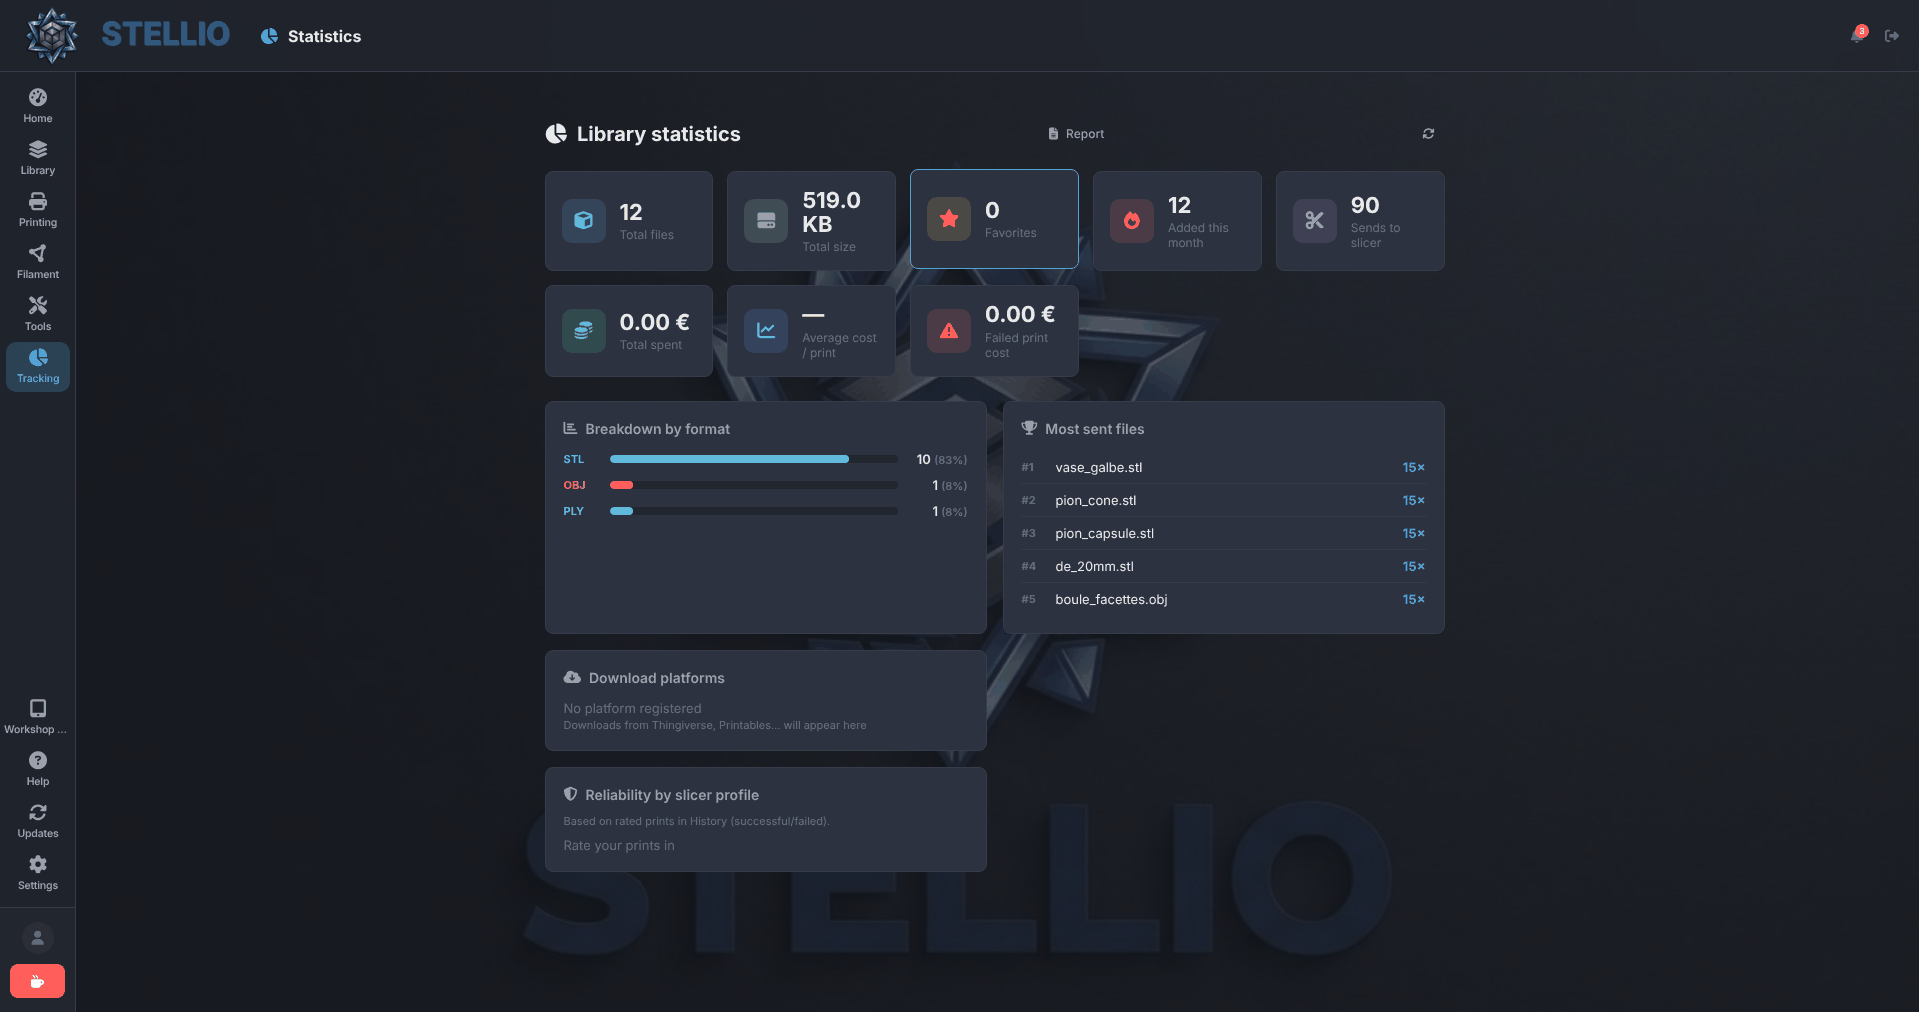 STELLIO
Statistics
3
Home
Library
Printing
Filament
Tools
Tracking
Workshop ...
Help
Updates
Settings
Library statistics
Report
12
Total files
519.0
KB
Total size
0
Favorites
12
Added this
month
90
Sends to
slicer
0.00 €
Total spent
—
Average cost
/ print
0.00 €
Failed print
cost
Breakdown by format
STL 10 (83%)
OBJ 1 (8%)
PLY 1 (8%)
Most sent files
#1 vase_galbe.stl 15×
#2 pion_cone.stl 15×
#3 pion_capsule.stl 15×
#4 de_20mm.stl 15×
#5 boule_facettes.obj 15×
Download platforms
No platform registered
Downloads from Thingiverse, Printables... will appear here
Reliability by slicer profile
Based on rated prints in History (successful/failed).
Rate your prints in
STELLIO